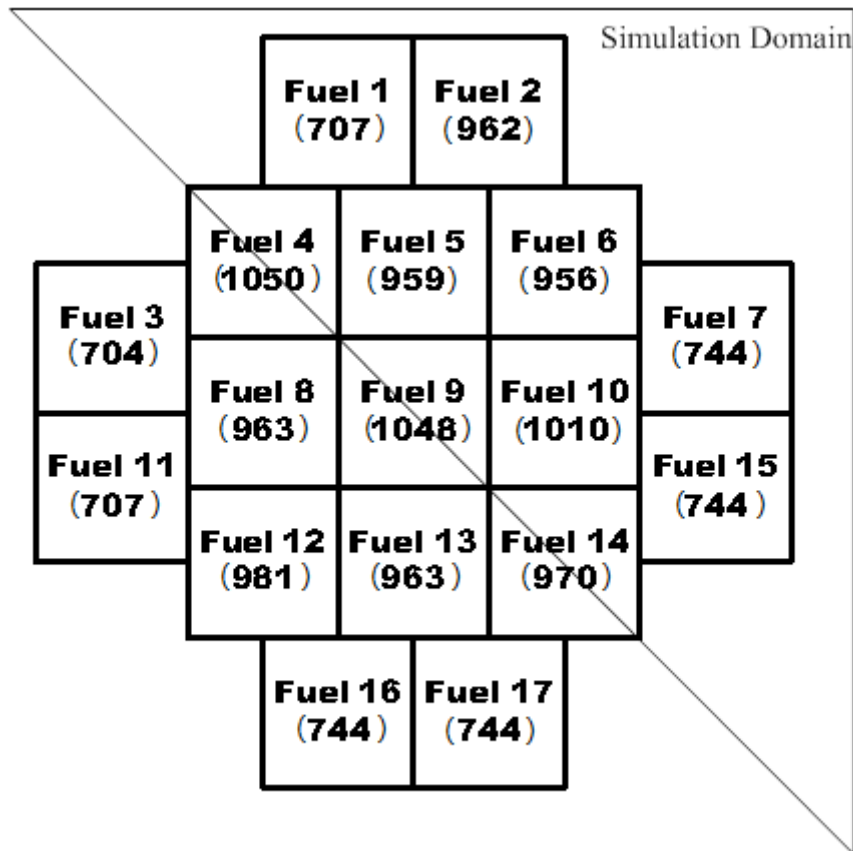 Simulation Domain
Fuel 1
(707)
Fuel 2
(962)
Fuel 4
(1050)
Fuel 5
(959)
Fuel 6
(956)
Fuel 3
(704)
Fuel 7
(744)
Fuel 8
(963)
Fuel 9
(1048)
Fuel 10
(1010)
Fuel 11
(707)
Fuel 15
(744)
Fuel 12
(981)
Fuel 13
(963)
Fuel 14
(970)
Fuel 16
(744)
Fuel 17
(744)